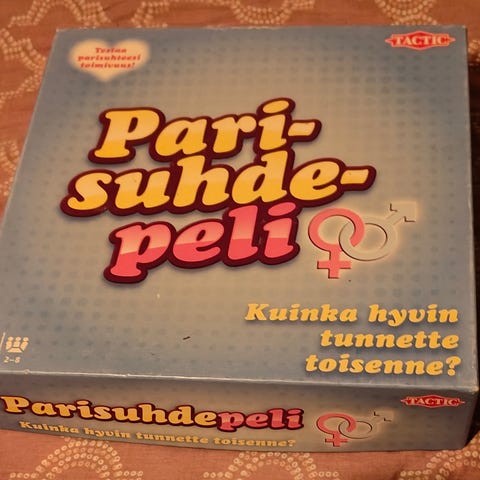 Testaa
parisuhteesi
toimivuus!
TACTIC
Pari-
suhde-
peli
Kuinka hyvin
tunnette
toisenne?
2-8
Parisuhdepeli
TACTIC
Kuinka hyvin tunnette toisenne?